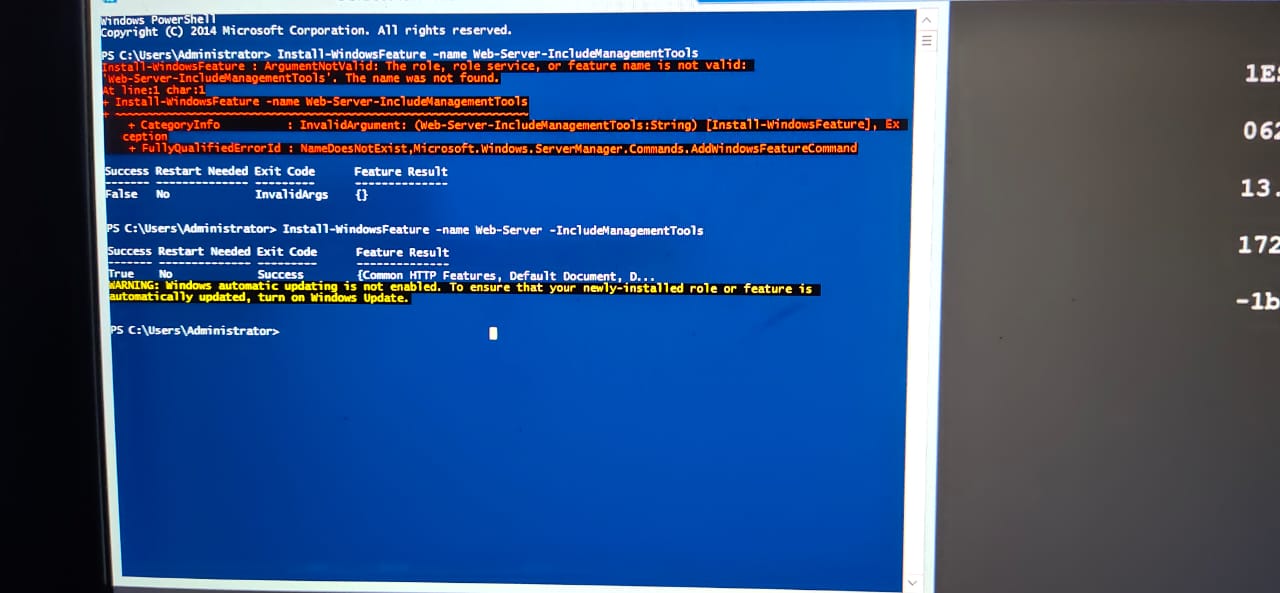 Windows PowerShell
Copyright (C) 2014 Microsoft Corporation. All rights reserved.
PS C:\Users\Administrator> Install-WindowsFeature -name Web-Server-IncludeManagementTools
Install-WindowsFeature : ArgumentNotValid: The role, role service, or feature name is not valid:
'Web-Server-IncludeManagementTools'. The name was not found.
At line:1 char:1
+ Install-WindowsFeature -name Web-Server-IncludeManagementTools
+ ~~~~~~~~~~~~~~~~~~~~~~~~~~~~~~~~~~~~~~~~~~~~~~~~~~~~~~~~~~~~~~
+ CategoryInfo : InvalidArgument: (Web-Server-IncludeManagementTools:String) [Install-WindowsFeature], Ex
ception
+ FullyQualifiedErrorId : NameDoesNotExist,Microsoft.Windows.ServerManager.Commands.AddWindowsFeatureCommand
Success Restart Needed Exit Code Feature Result
------- -------------- --------- --------------
False No InvalidArgs {}
PS C:\Users\Administrator> Install-WindowsFeature -name Web-Server -IncludeManagementTools
Success Restart Needed Exit Code Feature Result
------- -------------- --------- --------------
True No Success {Common HTTP Features, Default Document, D...
WARNING: Windows automatic updating is not enabled. To ensure that your newly-installed role or feature is
automatically updated, turn on Windows Update.
PS C:\Users\Administrator>
062
13.
172
-1b